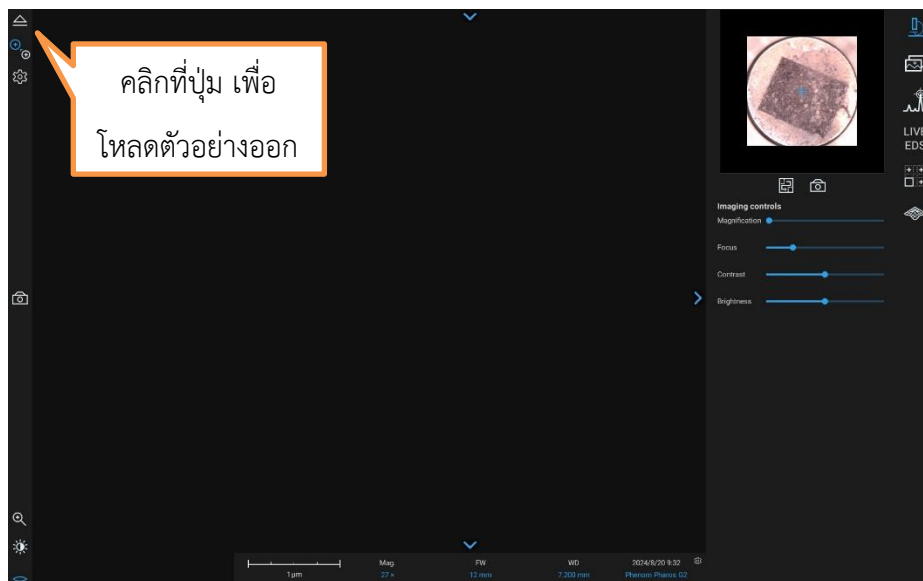 คลิกที่ปุ่ม เพื่อ
โหลดตัวอย่างออก
LIVE
EDS
Imaging controls
Magnification
Focus
Contrast
Brightness
1 µm
Mag.
27 ×
FW
12 mm
WD
7.200 mm
2024/8/20 9:32
Phenom Pharos G2